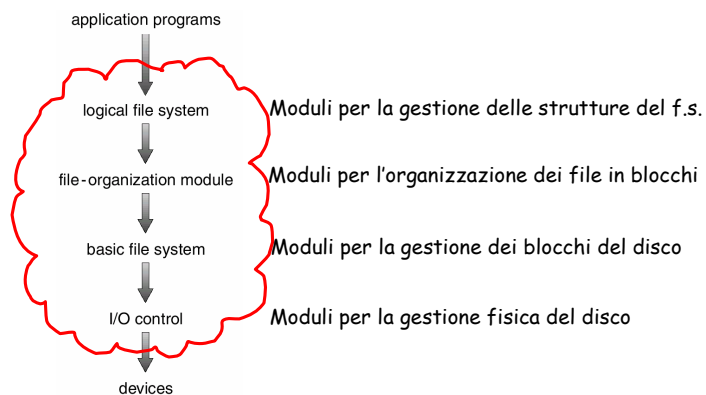 application programs
logical file system Moduli per la gestione delle strutture del f.s.
file-organization module Moduli per l'organizzazione dei file in blocchi
basic file system Moduli per la gestione dei blocchi del disco
I/O control Moduli per la gestione fisica del disco
devices